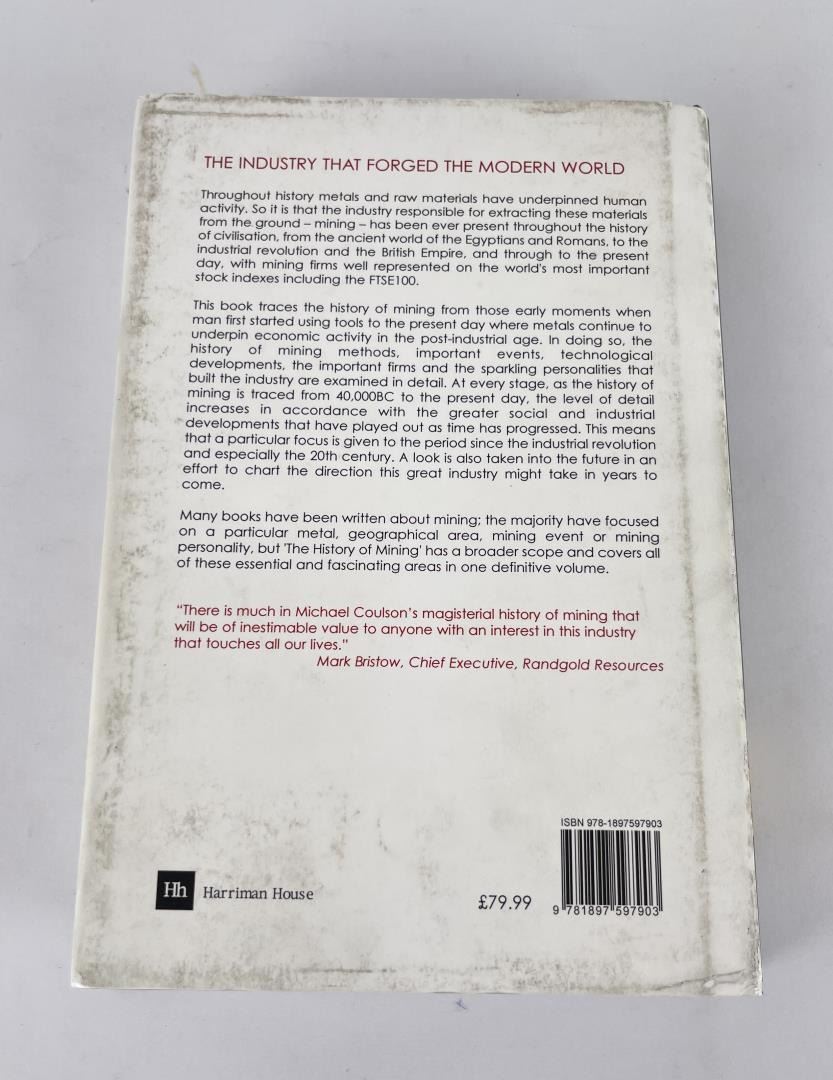 THE INDUSTRY THAT FORGED THE MODERN WORLD
Throughout history metals and raw materials have underpinned human
activity. So it is that the industry responsible for extracting these materials
from the ground – mining – has been ever present throughout the history
of civilisation, from the ancient world of the Egyptians and Romans, to the
industrial revolution and the British Empire, and through to the present
day, with mining firms well represented on the world's most important
stock indexes including the FTSE100.
This book traces the history of mining from those early moments when
man first started using tools to the present day where metals continue to
underpin economic activity in the post-industrial age. In doing so, the
history of mining methods, important events, technological
developments, the important firms and the sparkling personalities that
built the industry are examined in detail. At every stage, as the history of
mining is traced from 40,000BC to the present day, the level of detail
increases in accordance with the greater social and industrial
developments that have played out as time has progressed. This means
that a particular focus is given to the period since the industrial revolution
and especially the 20th century. A look is also taken into the future in an
effort to chart the direction this great industry might take in years to
come.
Many books have been written about mining; the majority have focused
on a particular metal, geographical area, mining event or mining
personality, but 'The History of Mining' has a broader scope and covers all
of these essential and fascinating areas in one definitive volume.
"There is much in Michael Coulson's magisterial history of mining that
will be of inestimable value to anyone with an interest in this industry
that touches all our lives."
Mark Bristow, Chief Executive, Randgold Resources
ISBN 978-1897597903
Hh Harriman House
£79.99
9 781897 597903